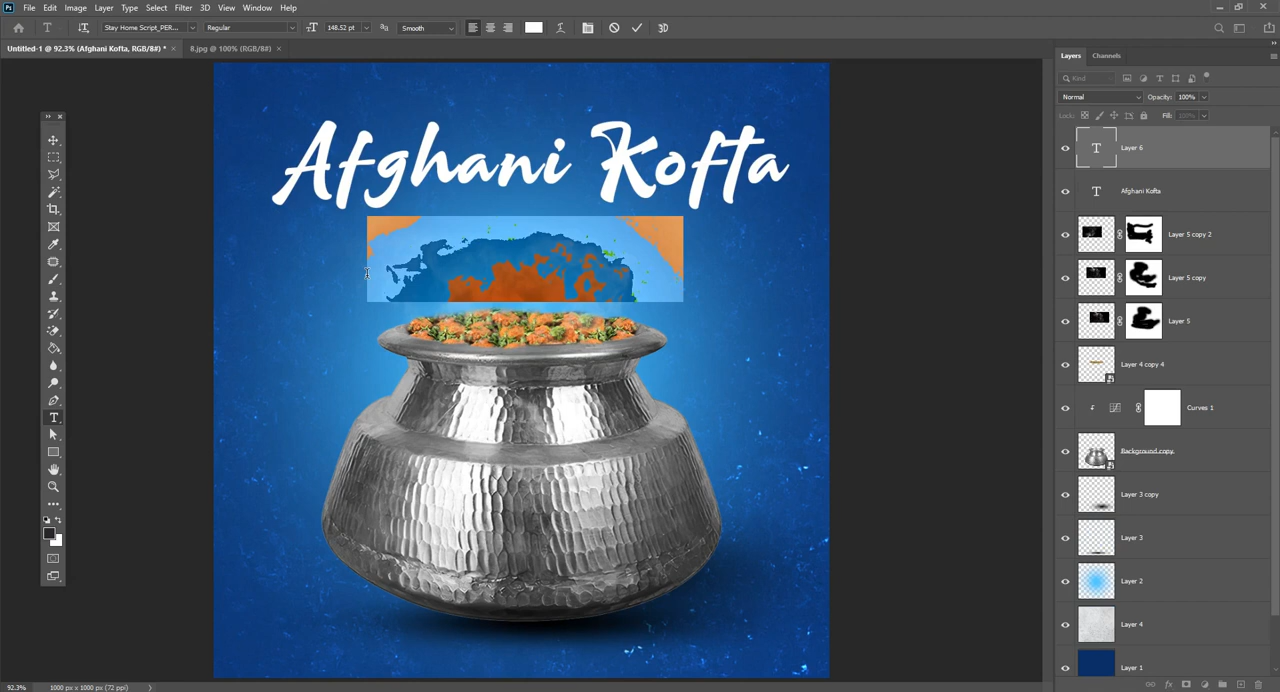 Ps File Edit Image Layer Type Select Filter 3D View Window Help
Stay Home Script_PER... Regular 148.52 pt Smooth 3D
Untitled-1 @ 92.3% (Afghani Kofta, RGB/8#) * × 8.jpg @ 100% (RGB/8#) ×
Layers Channels
Kind
Normal Opacity: 100%
Lock: Fill: 100%
Afghani Kofta
Layer 6
Afghani Kofta
Layer 5 copy 2
Layer 5 copy
Layer 5
Layer 4 copy 4
Curves 1
Background copy
Layer 3 copy
Layer 3
Layer 2
Layer 4
Layer 1
92.3% 1000 px x 1000 px (72 ppi)